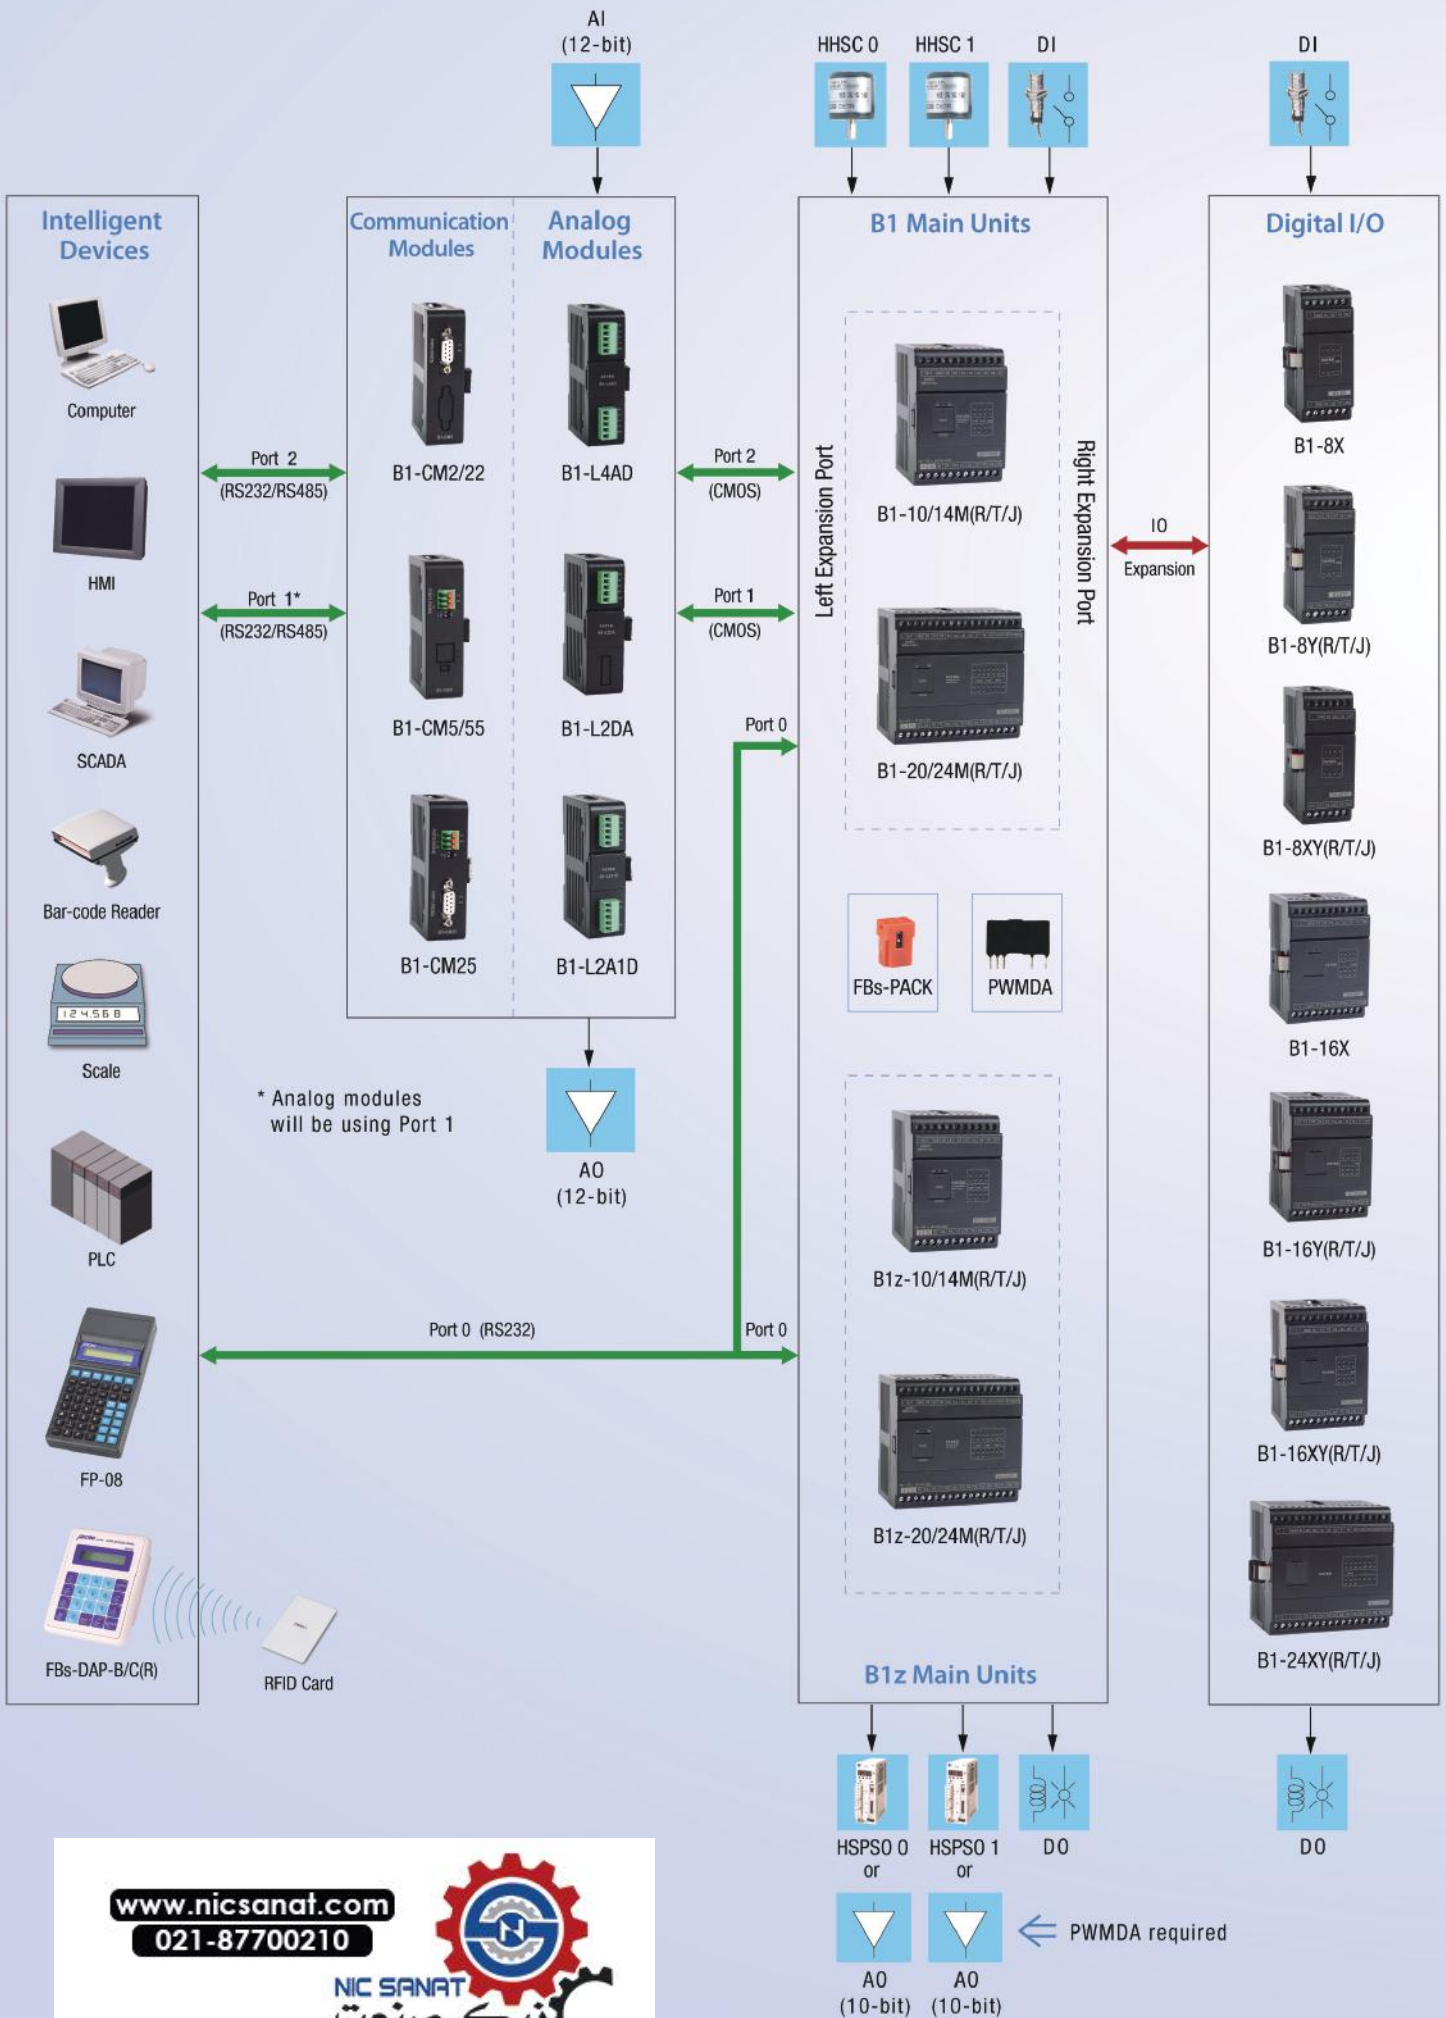 AI
(12-bit)
HHSC 0
HHSC 1
DI
DI
Intelligent
Devices
Computer
HMI
SCADA
Bar-code Reader
124.568
Scale
PLC
FP-08
FBs-DAP-B/C(R)
RFID Card
Port 2
(RS232/RS485)
Port 1*
(RS232/RS485)
Communication
Modules
B1-CM2/22
B1-CM5/55
B1-CM25
Analog
Modules
B1-L4AD
B1-L2DA
B1-L2A1D
* Analog modules
will be using Port 1
AO
(12-bit)
Port 2
(CMOS)
Port 1
(CMOS)
Port 0
Port 0 (RS232)
Port 0
B1 Main Units
Left Expansion Port
Right Expansion Port
B1-10/14M(R/T/J)
B1-20/24M(R/T/J)
FBs-PACK
PWMDA
B1z-10/14M(R/T/J)
B1z-20/24M(R/T/J)
B1z Main Units
IO
Expansion
Digital I/O
B1-8X
B1-8Y(R/T/J)
B1-8XY(R/T/J)
B1-16X
B1-16Y(R/T/J)
B1-16XY(R/T/J)
B1-24XY(R/T/J)
HSPSO 0
or
HSPSO 1
or
DO
DO
PWMDA required
AO
(10-bit)
AO
(10-bit)
www.nicsanat.com
021-87700210
N
NIC SANAT